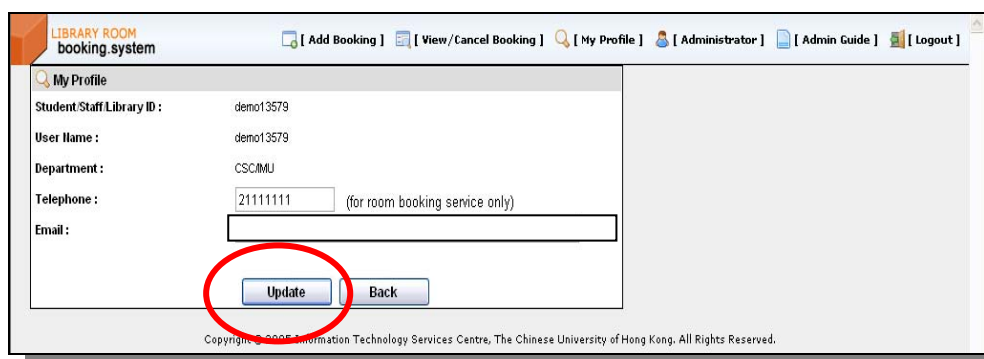 LIBRARY ROOM
booking.system
[ Add Booking ] [ View/Cancel Booking ] [ My Profile ] [ Administrator ] [ Admin Guide ] [ Logout ]
My Profile
Student/Staff/Library ID : demo13579
User Name : demo13579
Department : CSC/IMU
Telephone : 21111111 (for room booking service only)
Email :
Update Back
Copyright © 2005 Information Technology Services Centre, The Chinese University of Hong Kong. All Rights Reserved.